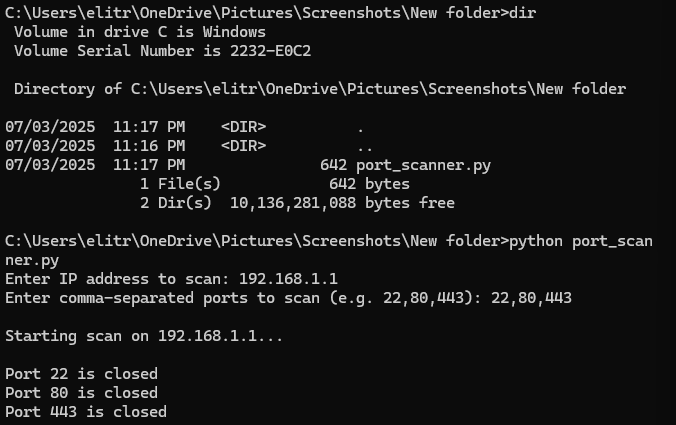 C:\Users\elitr\OneDrive\Pictures\Screenshots\New folder>dir
 Volume in drive C is Windows
 Volume Serial Number is 2232-E0C2

 Directory of C:\Users\elitr\OneDrive\Pictures\Screenshots\New folder

07/03/2025  11:17 PM    <DIR>          .
07/03/2025  11:16 PM    <DIR>          ..
07/03/2025  11:17 PM               642 port_scanner.py
               1 File(s)            642 bytes
               2 Dir(s)  10,136,281,088 bytes free

C:\Users\elitr\OneDrive\Pictures\Screenshots\New folder>python port_scan
ner.py
Enter IP address to scan: 192.168.1.1
Enter comma-separated ports to scan (e.g. 22,80,443): 22,80,443

Starting scan on 192.168.1.1...

Port 22 is closed
Port 80 is closed
Port 443 is closed